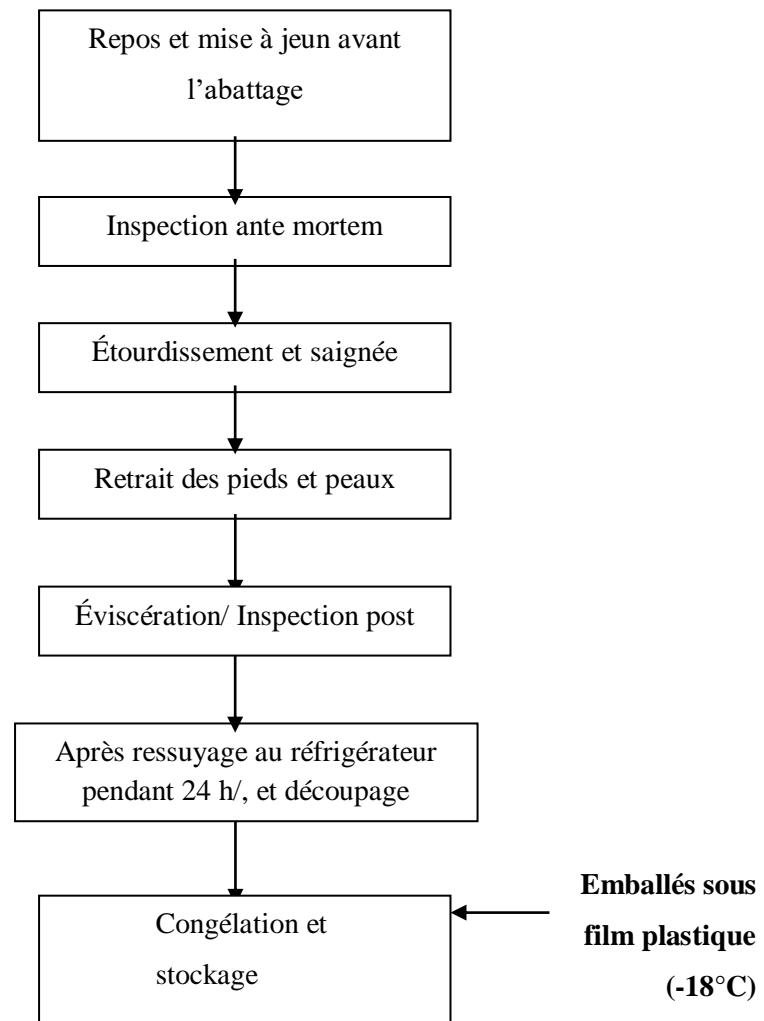 Repos et mise à jeun avant
l’abattage
Inspection ante mortem
Étourdissement et saignée
Retrait des pieds et peaux
Éviscération/ Inspection post
Après ressuyage au réfrigérateur
pendant 24 h/, et découpage
Congélation et
stockage
Emballés sous
film plastique
(-18°C)